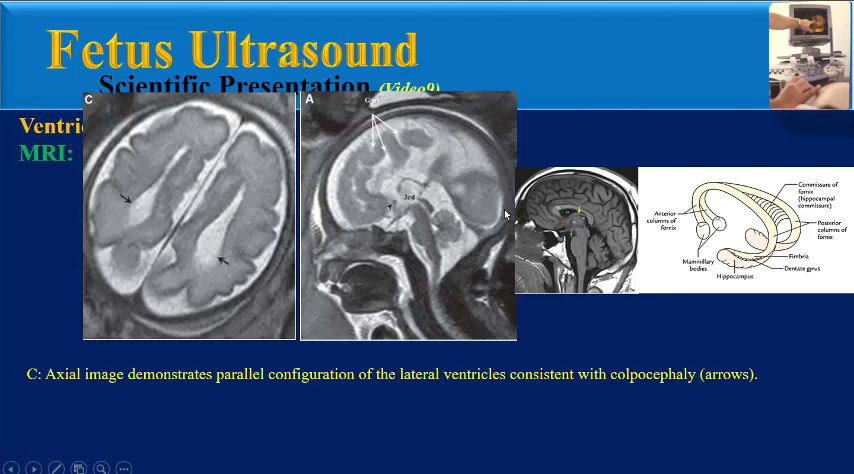 Fetus Ultrasound
Scientific Presentation (Video9)
Ventri
MRI:
C
A
Gyri
3rd
Anterior
columns of
fornix
Mammillary
bodies
Hippocampus
Commissure of
fornix
(hippocampal
commissure)
Posterior
columns of
fornix
Fimbria
Dentate gyrus
C: Axial image demonstrates parallel configuration of the lateral ventricles consistent with colpocephaly (arrows).